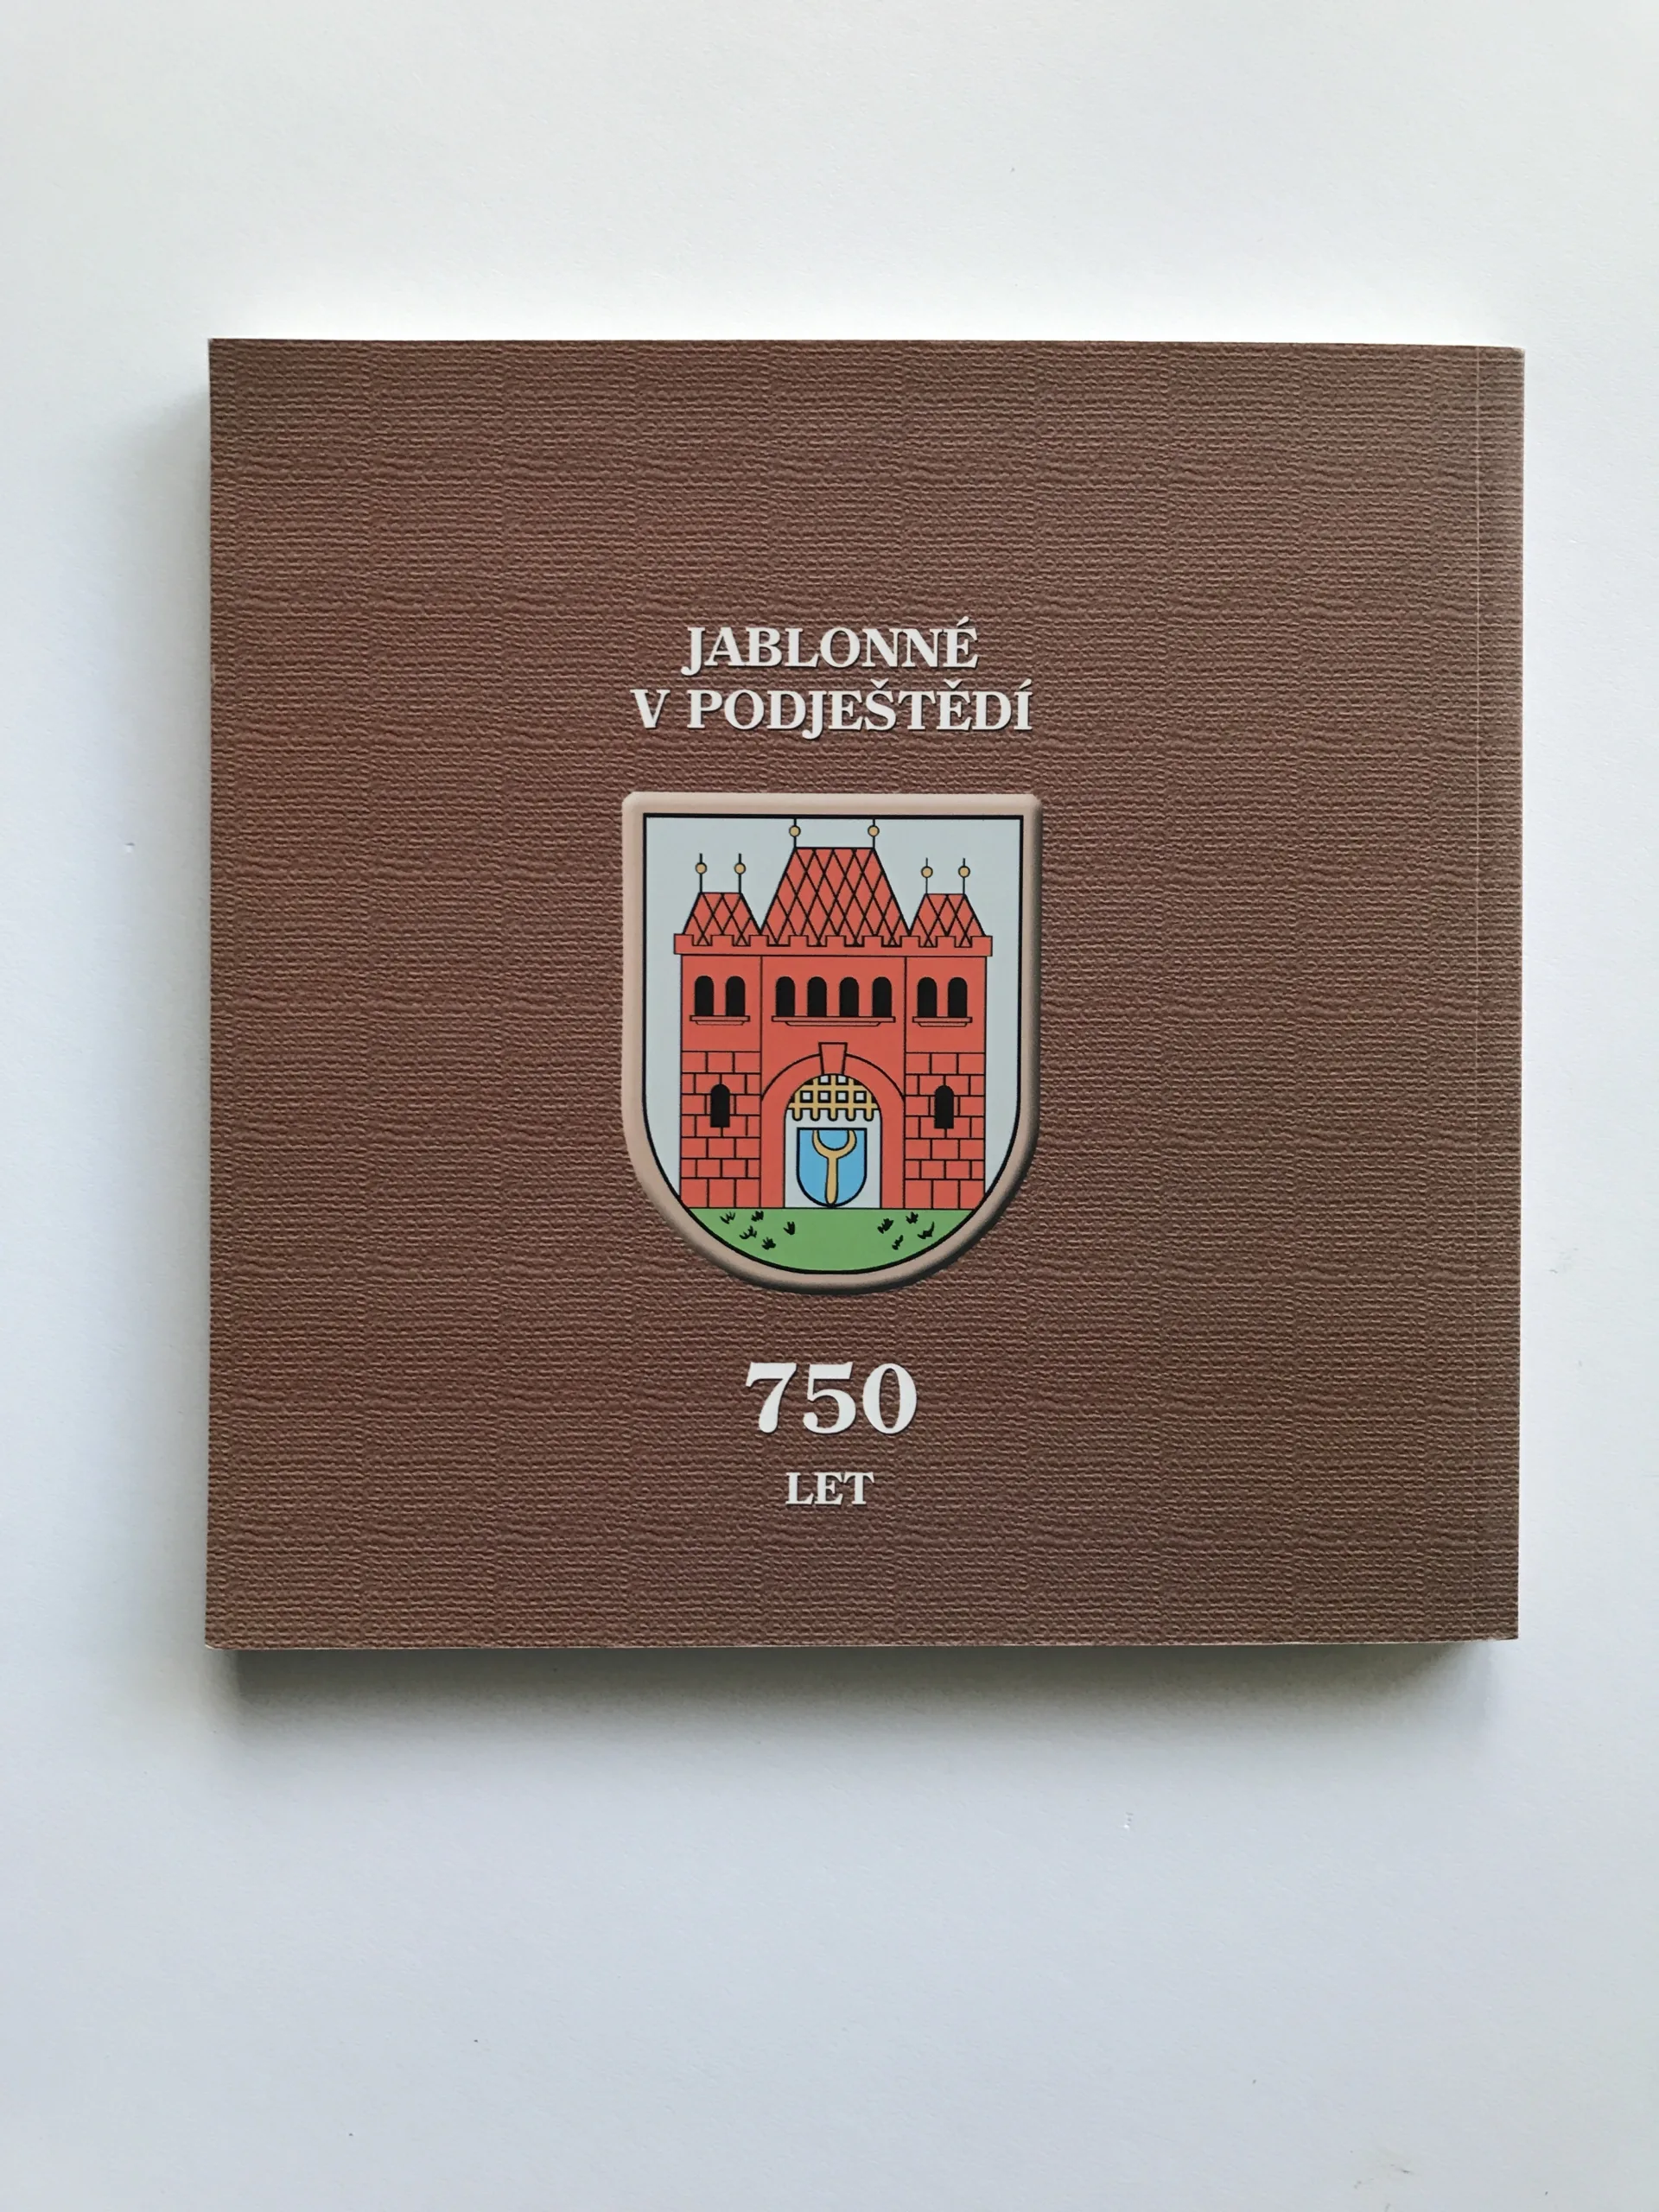 JABLONNÉ
V PODJEŠTĚDÍ
750
LET